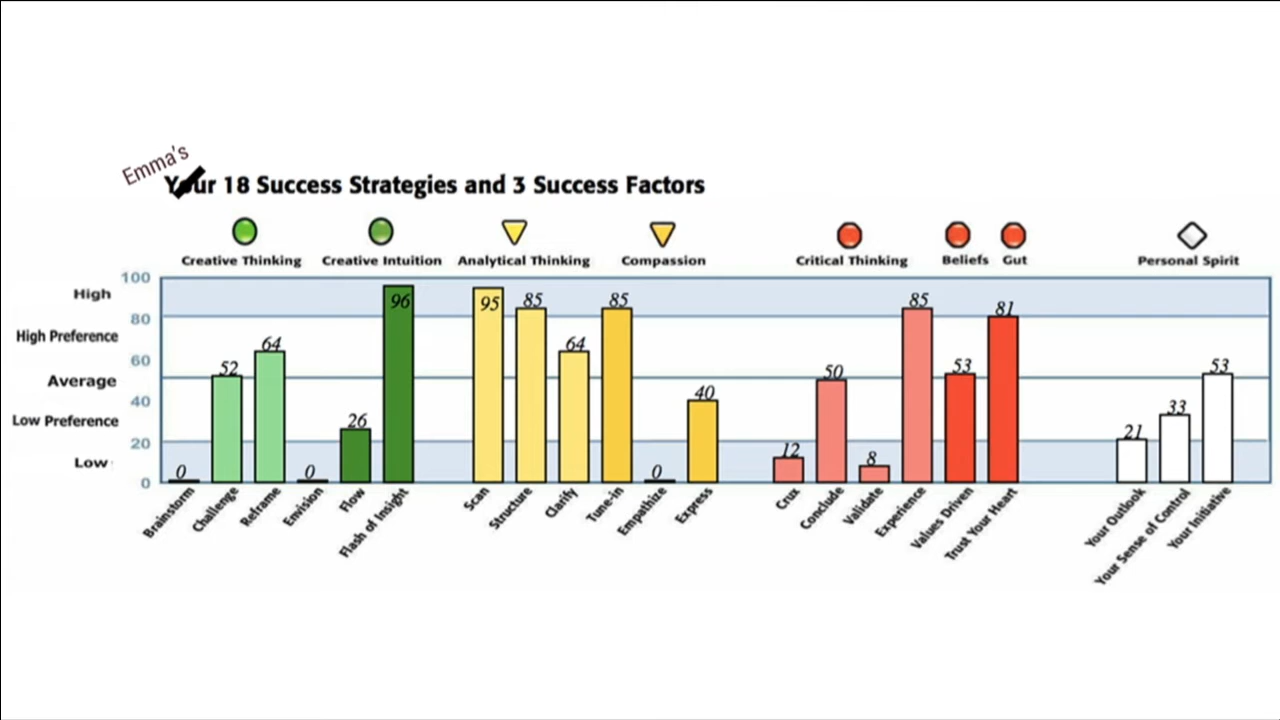 Emma's
Your 18 Success Strategies and 3 Success Factors
Creative Thinking Creative Intuition Analytical Thinking Compassion Critical Thinking Beliefs Gut Personal Spirit
100
High
80
High Preference
60
Average
40
Low Preference
20
Low
0
0 52 64 0 26 96 95 85 64 85 0 40 12 50 8 85 53 81 21 33 53
Brainstorm Challenge Reframe Envision Flow Flash of Insight Scan Structure Clarify Tune-in Empathize Express Crux Conclude Validate Experience Values Driven Trust Your Heart Your Outlook Your Sense of Control Your Initiative